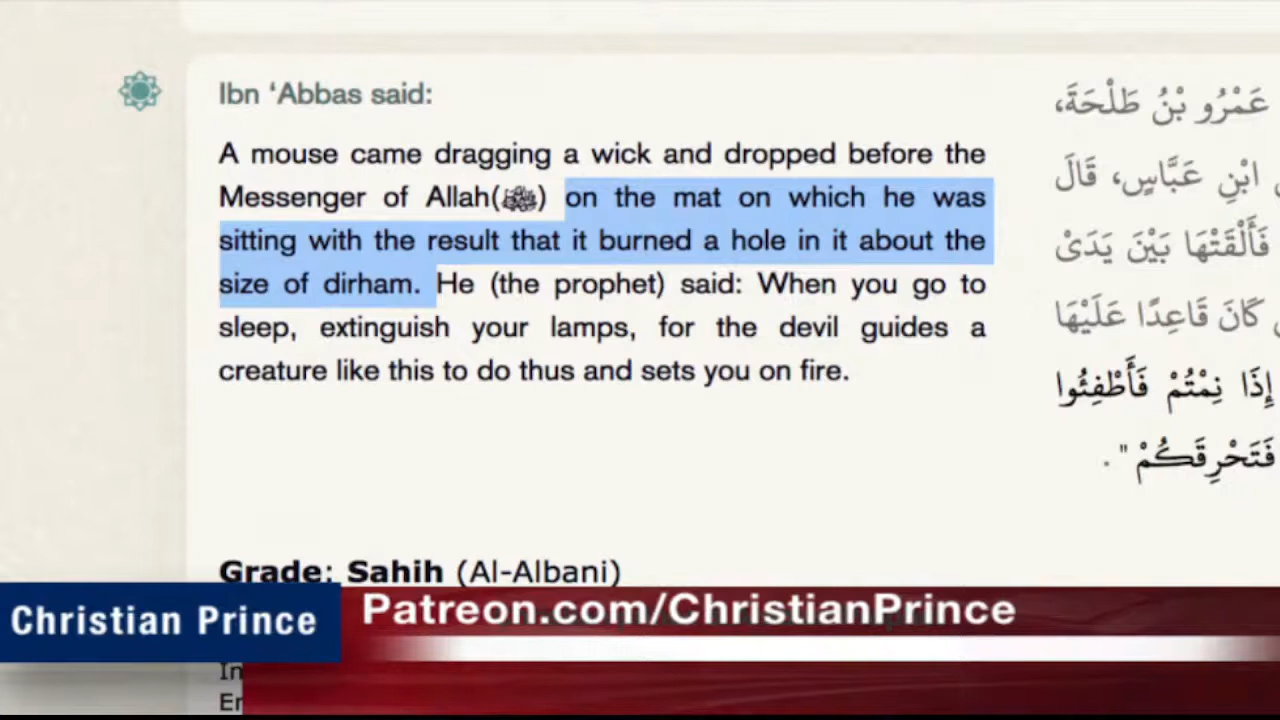 Ibn ‘Abbas said:
A mouse came dragging a wick and dropped before the
Messenger of Allah(ﷺ) on the mat on which he was
sitting with the result that it burned a hole in it about the
size of dirham. He (the prophet) said: When you go to
sleep, extinguish your lamps, for the devil guides a
creature like this to do thus and sets you on fire.
عَمْرُو بْنُ طَلْحَةَ،
ابْنِ عَبَّاسٍ، قَالَ
فَأَلْقَتْهَا بَيْنَ يَدَىْ
كَانَ قَاعِدًا عَلَيْهَا
إِذَا نِمْتُمْ فَأَطْفِئُوا
فَتَحْرِقَكُمْ " .
Grade: Sahih (Al-Albani)
Christian Prince
Patreon.com/ChristianPrince